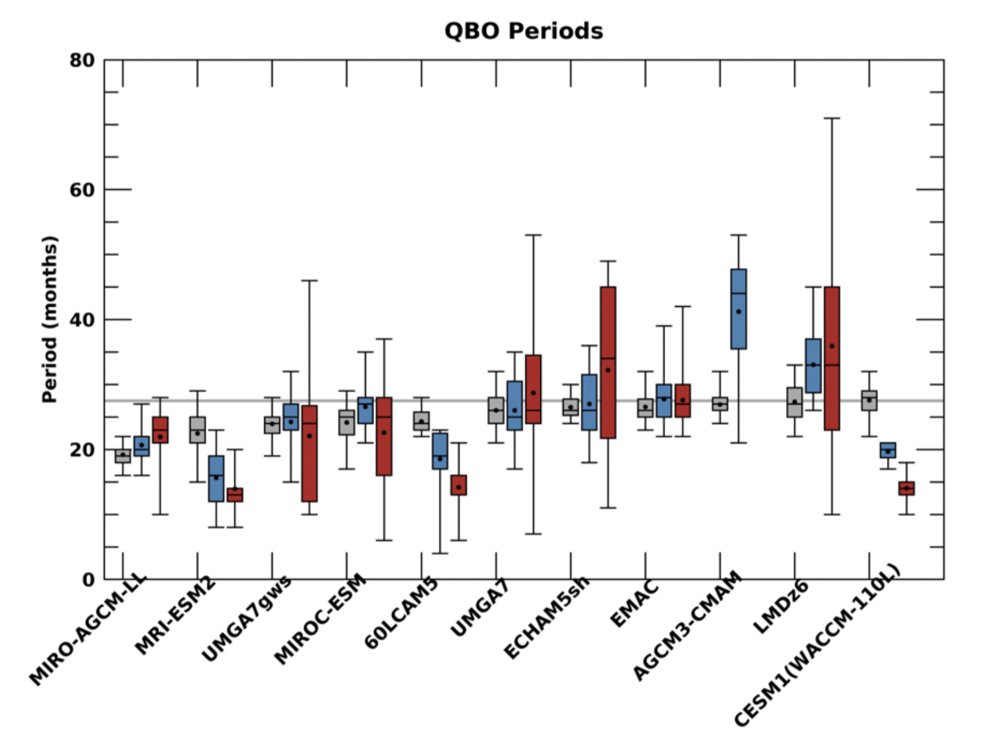 QBO Periods
80
60
40
20
0
Period (months)
MIRO-AGCM-LL
MRI-ESM2
UMGA7gws
MIROC-ESM
60LCAM5
UMGA7
ECHAM5sh
EMAC
AGCM3-CMAM
LMDz6
CESM1(WACCM-110L)